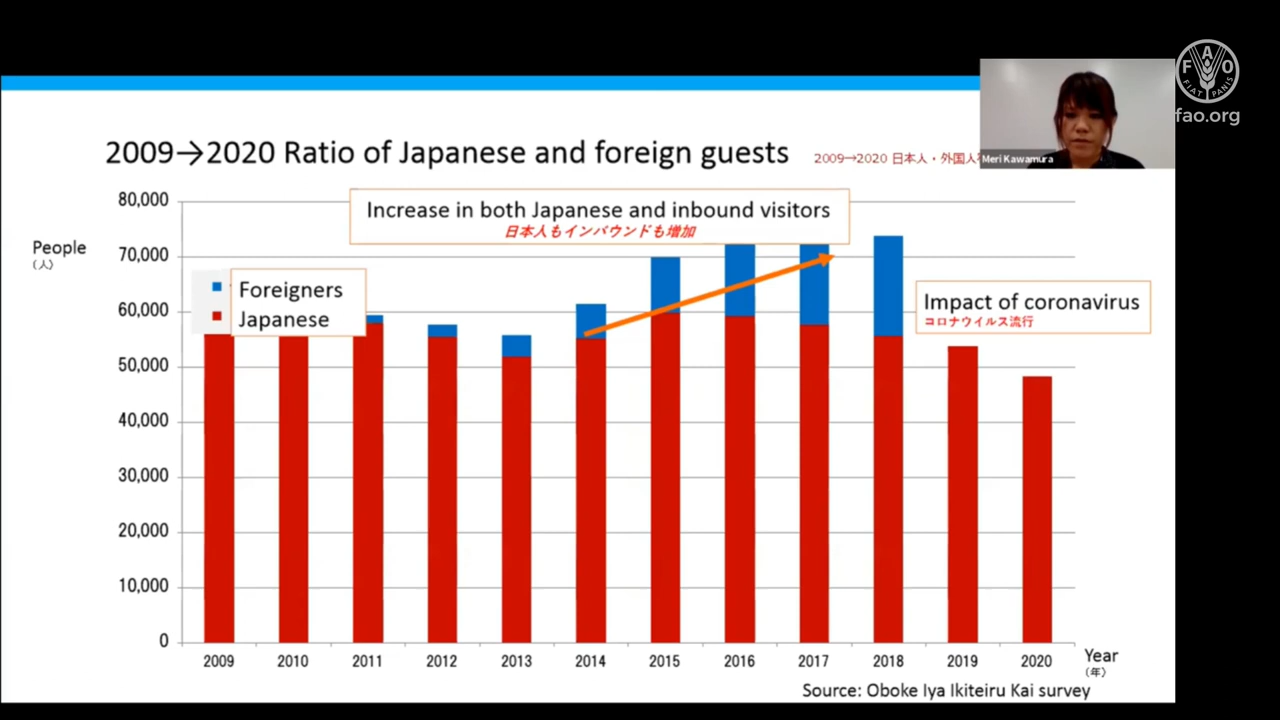 FAO
FIAT PANIS
fao.org
Meri Kawamura
2009→2020 Ratio of Japanese and foreign guests
2009→2020 日本人・外国人
80,000
70,000
60,000
50,000
40,000
30,000
20,000
10,000
0
People
(人)
Increase in both Japanese and inbound visitors
日本人もインバウンドも増加
Foreigners
Japanese
Impact of coronavirus
コロナウイルス流行
2009 2010 2011 2012 2013 2014 2015 2016 2017 2018 2019 2020
Year
(年)
Source: Oboke Iya Ikiteiru Kai survey